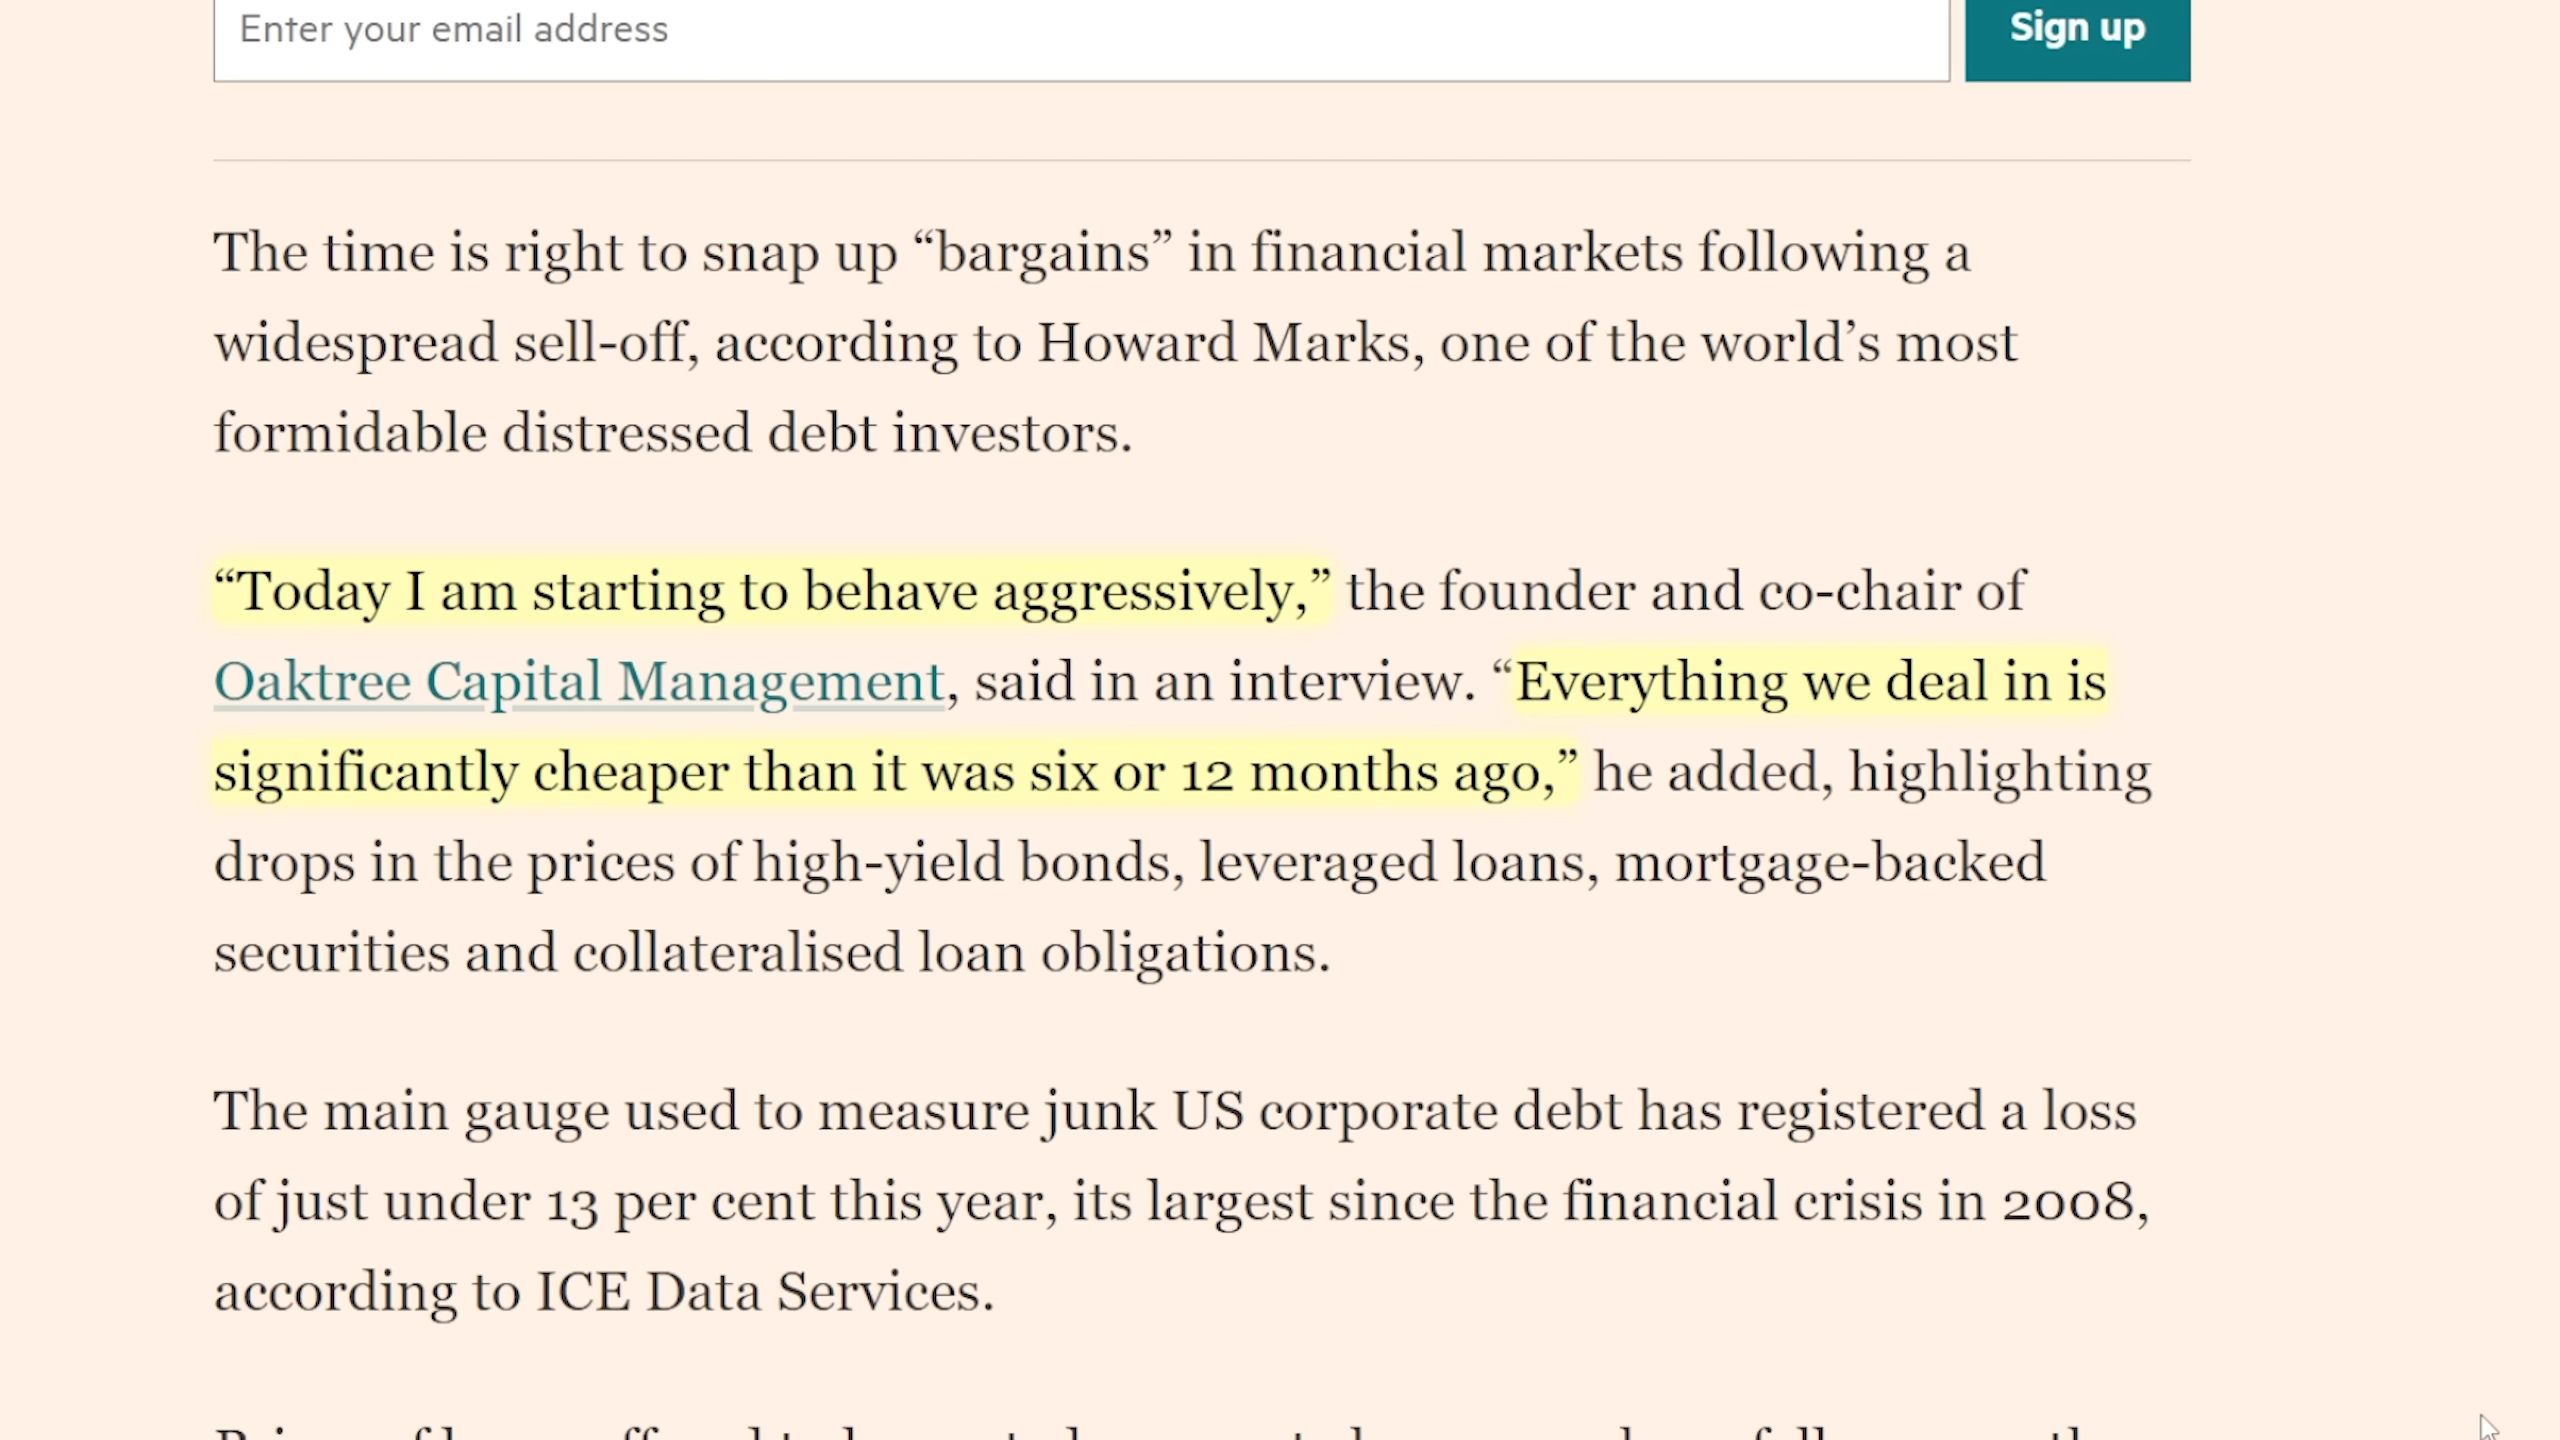 Enter your email address
Sign up
The time is right to snap up “bargains” in financial markets following a
widespread sell-off, according to Howard Marks, one of the world’s most
formidable distressed debt investors.
“Today I am starting to behave aggressively,” the founder and co-chair of
Oaktree Capital Management, said in an interview. “Everything we deal in is
significantly cheaper than it was six or 12 months ago,” he added, highlighting
drops in the prices of high-yield bonds, leveraged loans, mortgage-backed
securities and collateralised loan obligations.
The main gauge used to measure junk US corporate debt has registered a loss
of just under 13 per cent this year, its largest since the financial crisis in 2008,
according to ICE Data Services.